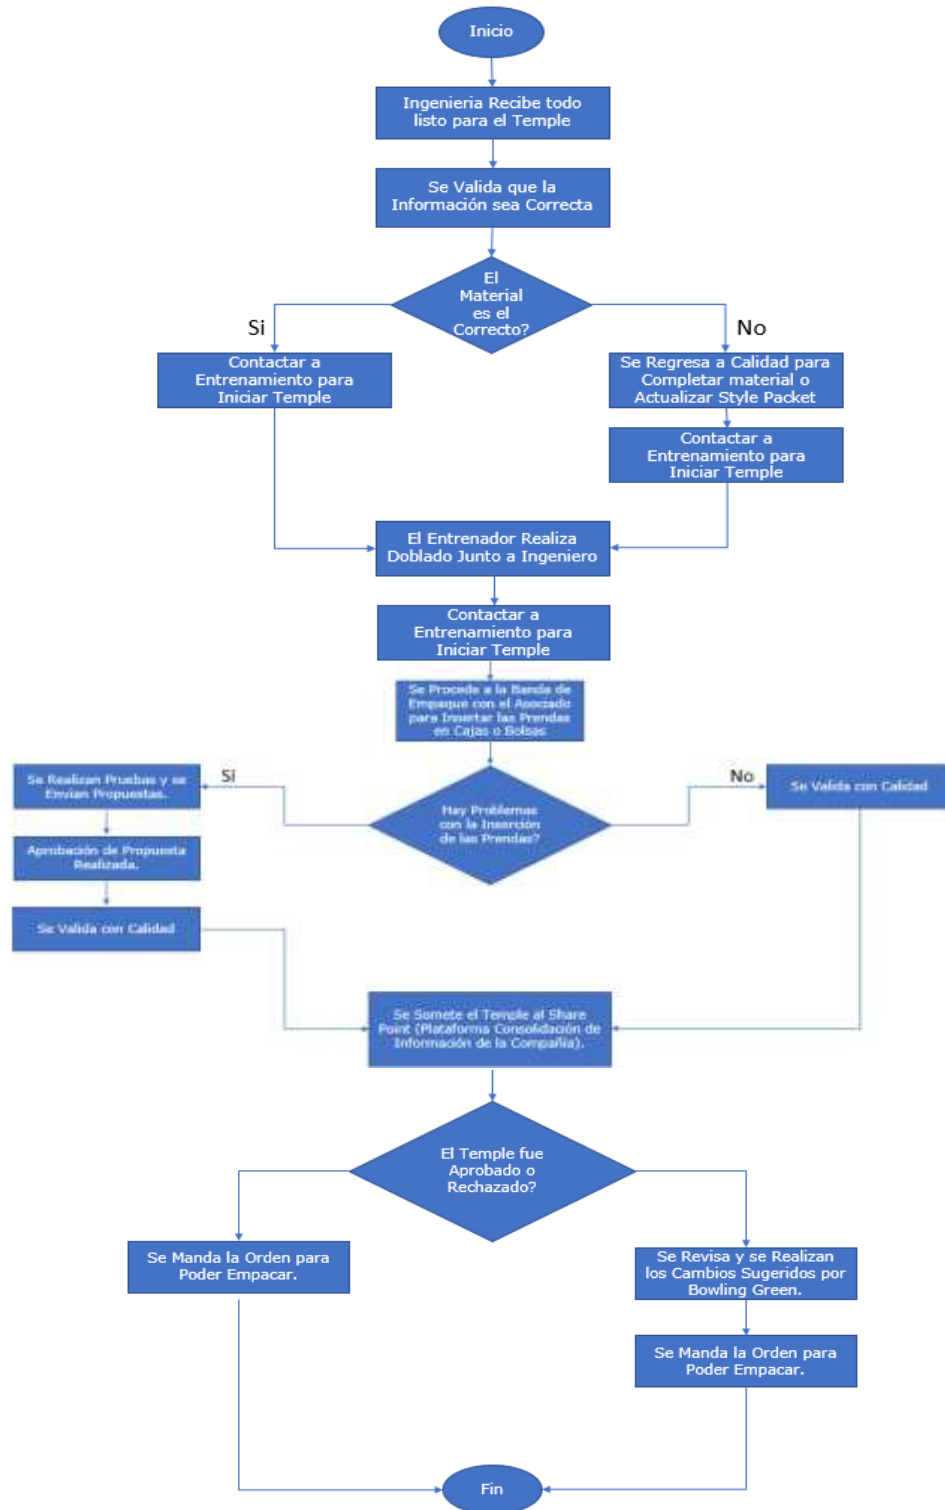 Inicio
Ingenieria Recibe todo
listo para el Temple
Se Valida que la
Información sea Correcta
El
Material
es el
Correcto?
Si
No
Contactar a
Entrenamiento para
Iniciar Temple
Se Regresa a Calidad para
Completar material o
Actualizar Style Packet
Contactar a
Entrenamiento para
Iniciar Temple
El Entrenador Realiza
Doblado Junto a Ingeniero
Contactar a
Entrenamiento para
Iniciar Temple
Se Procede a la Banda de
Empaque con el Asociado
para Insertar las Prendas
en Cajas o Bolsas
Si
No
Se Realizan Pruebas y se
Envian Propuestas.
Hay Problemas
con la Inserción
de las Prendas?
Se Valida con Calidad
Aprobación de Propuesta
Realizada.
Se Valida con Calidad
Se Somete el Temple al Share
Point (Plataforma Consolidación de
Información de la Compañia).
El Temple fue
Aprobado o
Rechazado?
Se Manda la Orden para
Poder Empacar.
Se Revisa y se Realizan
los Cambios Sugeridos por
Bowling Green.
Se Manda la Orden para
Poder Empacar.
Fin